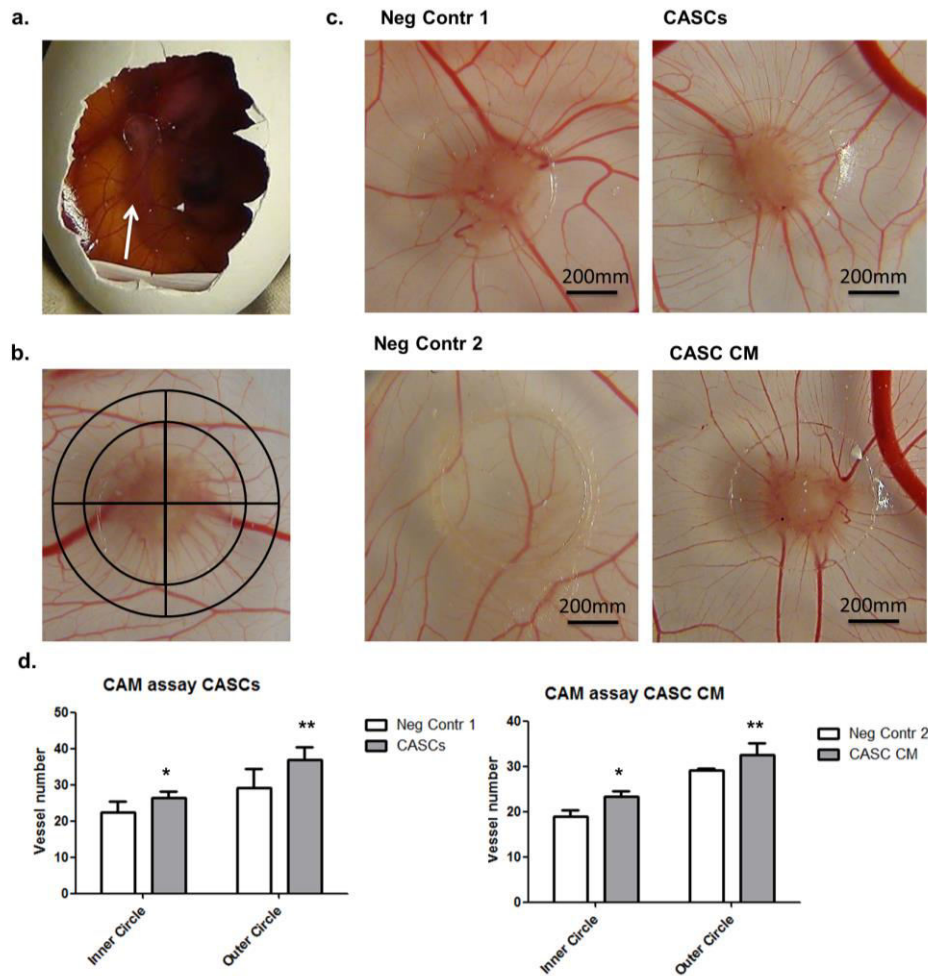 a.
c.
Neg Contr 1
CASCs
200mm
200mm
b.
Neg Contr 2
CASC CM
200mm
200mm
d.
CAM assay CASCs
50
40
30
20
10
0
Vessel number
*
**
Inner Circle
Outer Circle
Neg Contr 1
CASCs
CAM assay CASC CM
40
30
20
10
0
Vessel number
*
**
Inner Circle
Outer Circle
Neg Contr 2
CASC CM